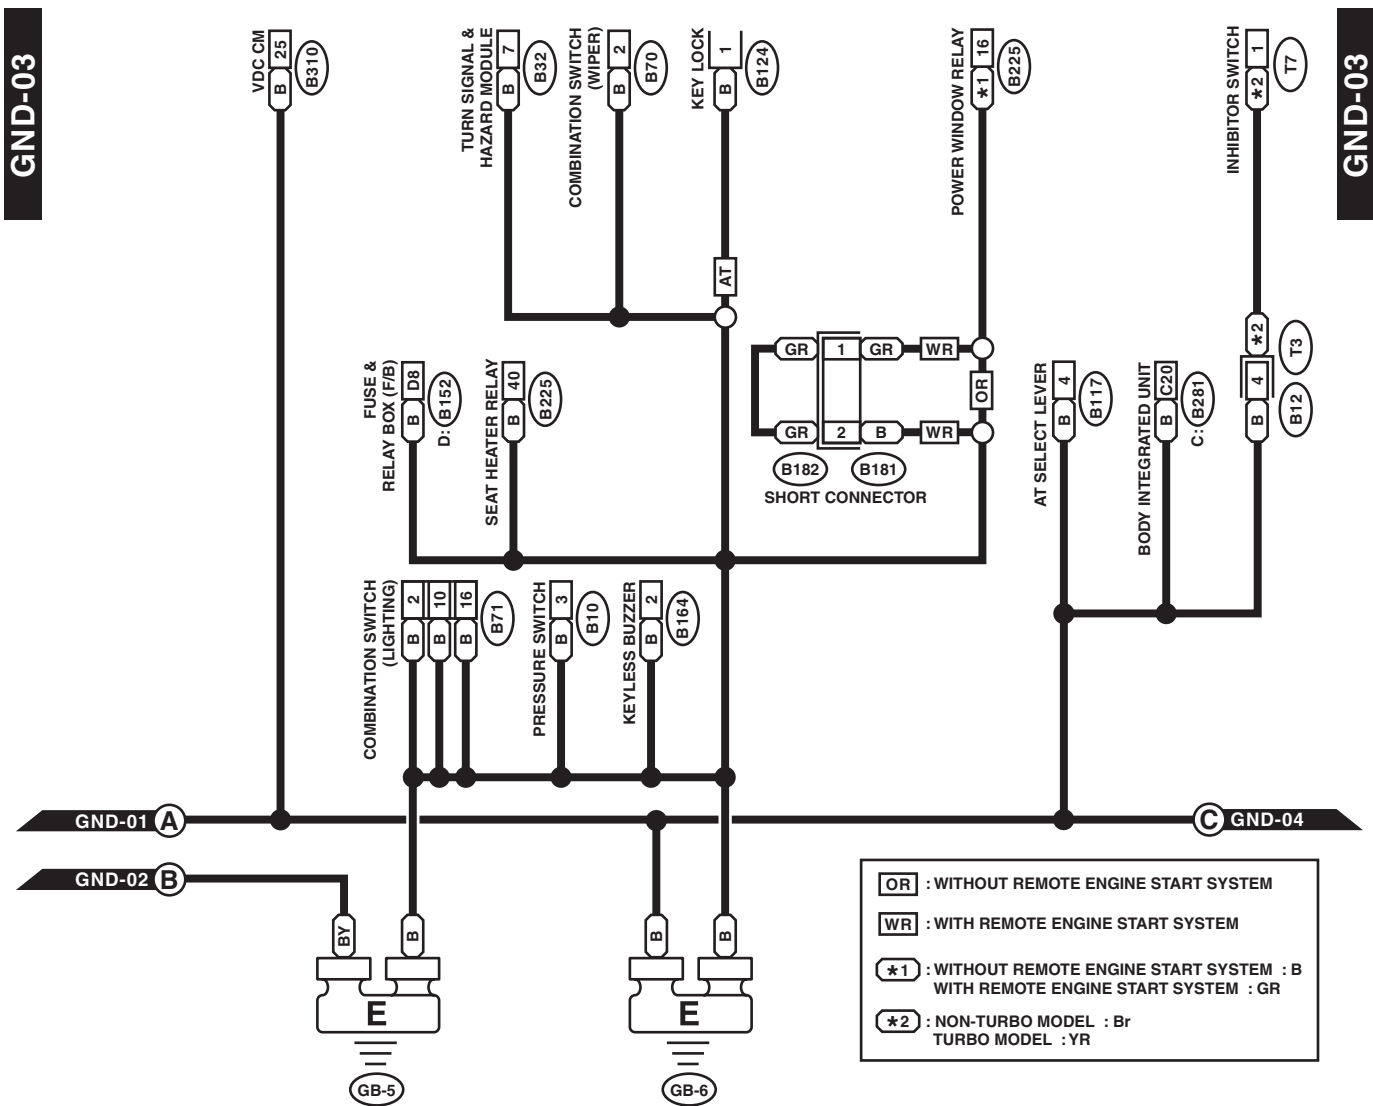 GND-03
GND-03
VDC CM
25
B
B310
TURN SIGNAL &
HAZARD MODULE
7
B
B32
COMBINATION SWITCH
(WIPER)
2
B
B70
KEY LOCK
1
B
B124
POWER WINDOW RELAY
16
*1
B225
INHIBITOR SWITCH
1
*2
T7
AT
FUSE &
RELAY BOX (F/B)
D8
B
D: B152
SEAT HEATER RELAY
40
B
B225
GR
1
GR
WR
OR
GR
2
B
WR
B182
B181
SHORT CONNECTOR
AT SELECT LEVER
4
B
B117
BODY INTEGRATED UNIT
C20
B
C: B281
*2
T3
4
B
B12
COMBINATION SWITCH
(LIGHTING)
2
10
16
B
B
B
B71
PRESSURE SWITCH
3
B
B10
KEYLESS BUZZER
2
B
B164
GND-01 A
C GND-04
GND-02 B
BY
B
B
B
E
E
GB-5
GB-6
OR : WITHOUT REMOTE ENGINE START SYSTEM
WR : WITH REMOTE ENGINE START SYSTEM
*1 : WITHOUT REMOTE ENGINE START SYSTEM : B
WITH REMOTE ENGINE START SYSTEM : GR
*2 : NON-TURBO MODEL : Br
TURBO MODEL : YR